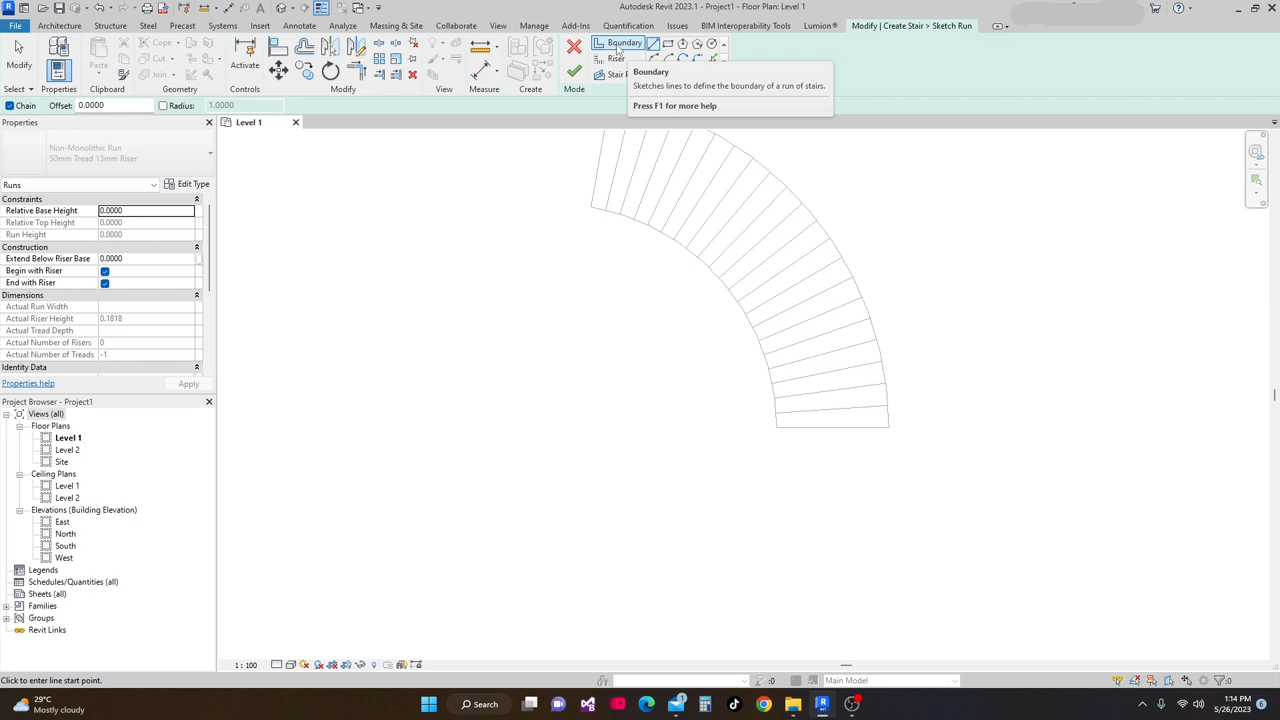 Autodesk Revit 2023.1 - Project1 - Floor Plan: Level 1
File Architecture Structure Steel Precast Systems Insert Annotate Analyze Massing & Site Collaborate View Manage Add-Ins Quantification Issues BIM Interoperability Tools Lumion® Modify | Create Stair > Sketch Run
Modify
Paste
Cope
Cut
Join
Activate
Boundary
Riser
Stair P
Select Properties Clipboard Geometry Controls Modify View Measure Create Mode
Boundary
Sketches lines to define the boundary of a run of stairs.
Press F1 for more help
Chain Offset: 0.0000 Radius: 1.0000
Properties
Level 1
Non-Monolithic Run
50mm Tread 13mm Riser
Runs Edit Type
Constraints
Relative Base Height 0.0000
Relative Top Height 0.0000
Run Height 0.0000
Construction
Extend Below Riser Base 0.0000
Begin with Riser
End with Riser
Dimensions
Actual Run Width
Actual Riser Height 0.1818
Actual Tread Depth
Actual Number of Risers 0
Actual Number of Treads -1
Identity Data
Properties help Apply
Project Browser - Project1
Views (all)
Floor Plans
Level 1
Level 2
Site
Ceiling Plans
Level 1
Level 2
Elevations (Building Elevation)
East
North
South
West
Legends
Schedules/Quantities (all)
Sheets (all)
Families
Groups
Revit Links
1 : 100
Click to enter line start point. :0 Main Model :0
29°C
Mostly cloudy
Search
1:14 PM
5/26/2023